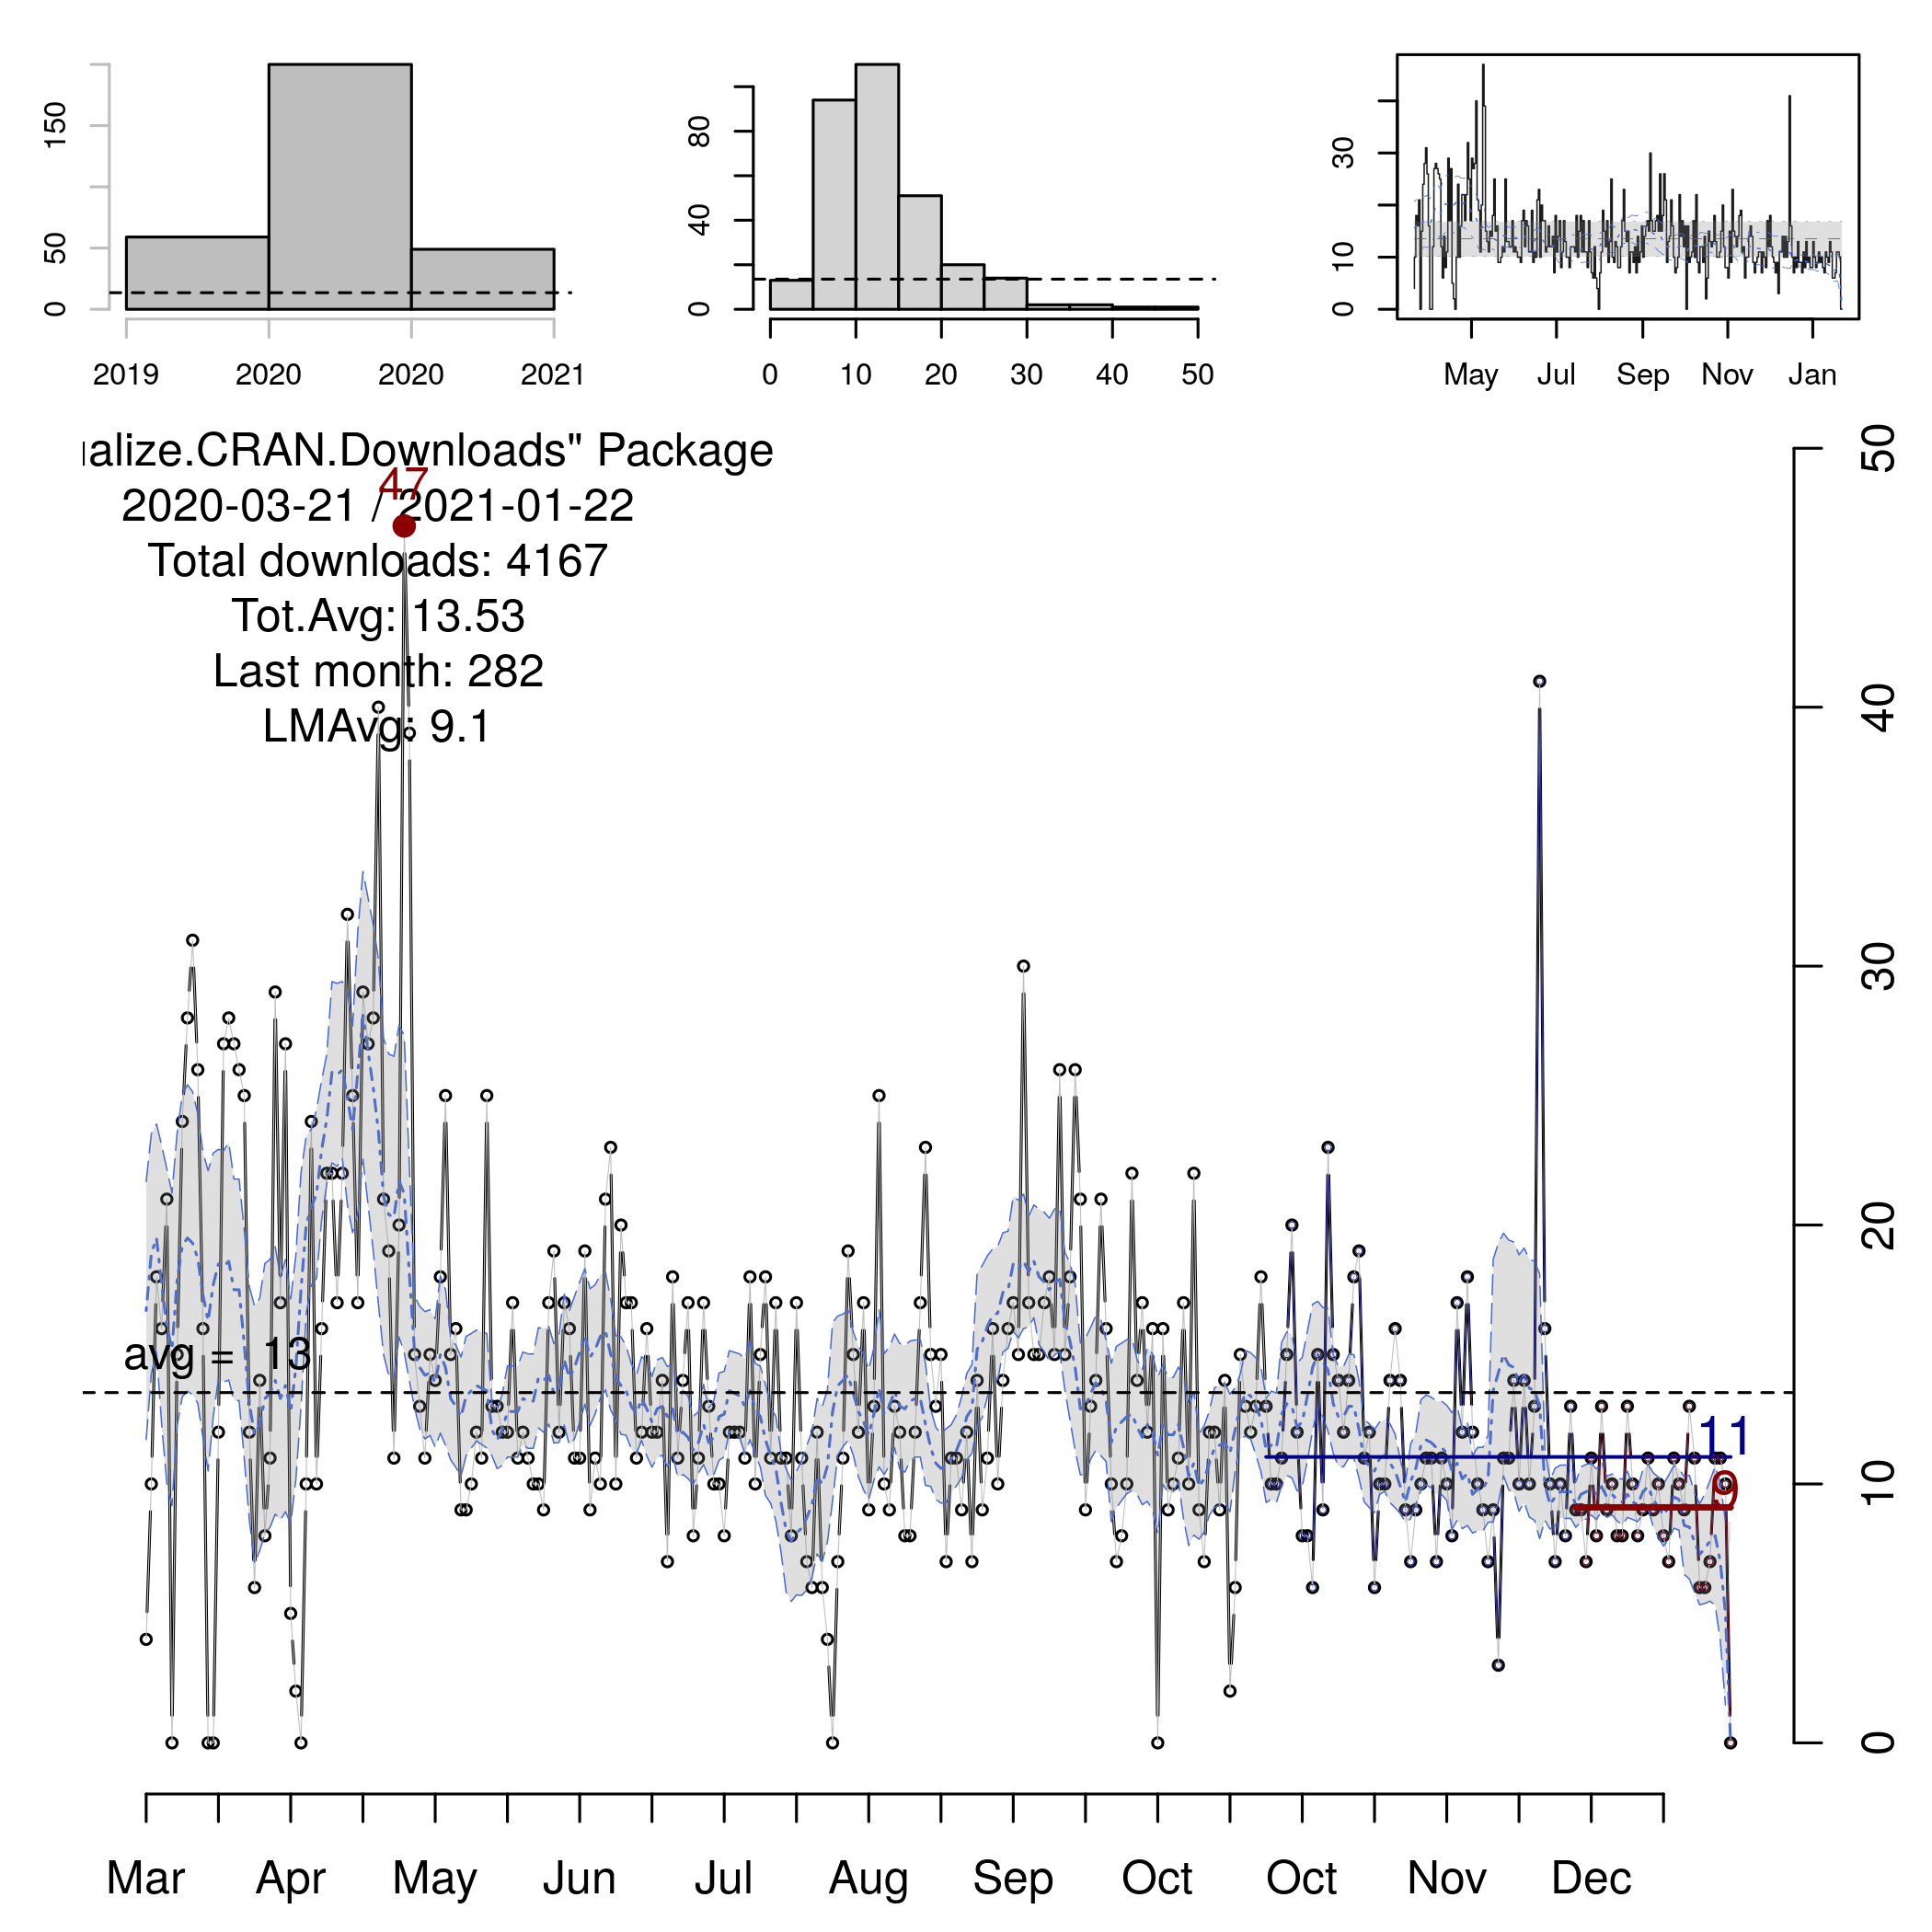 150
50
0
2019 2020 2020 2021
80
40
0
0 10 20 30 40 50
30
10
0
May Jul Sep Nov Jan
alize.CRAN.Downloads" Package
47
2020-03-21 / 2021-01-22
Total downloads: 4167
Tot.Avg: 13.53
Last month: 282
LMAvg: 9.1
avg = 13
11
9
50
40
30
20
10
0
Mar Apr May Jun Jul Aug Sep Oct Oct Nov Dec